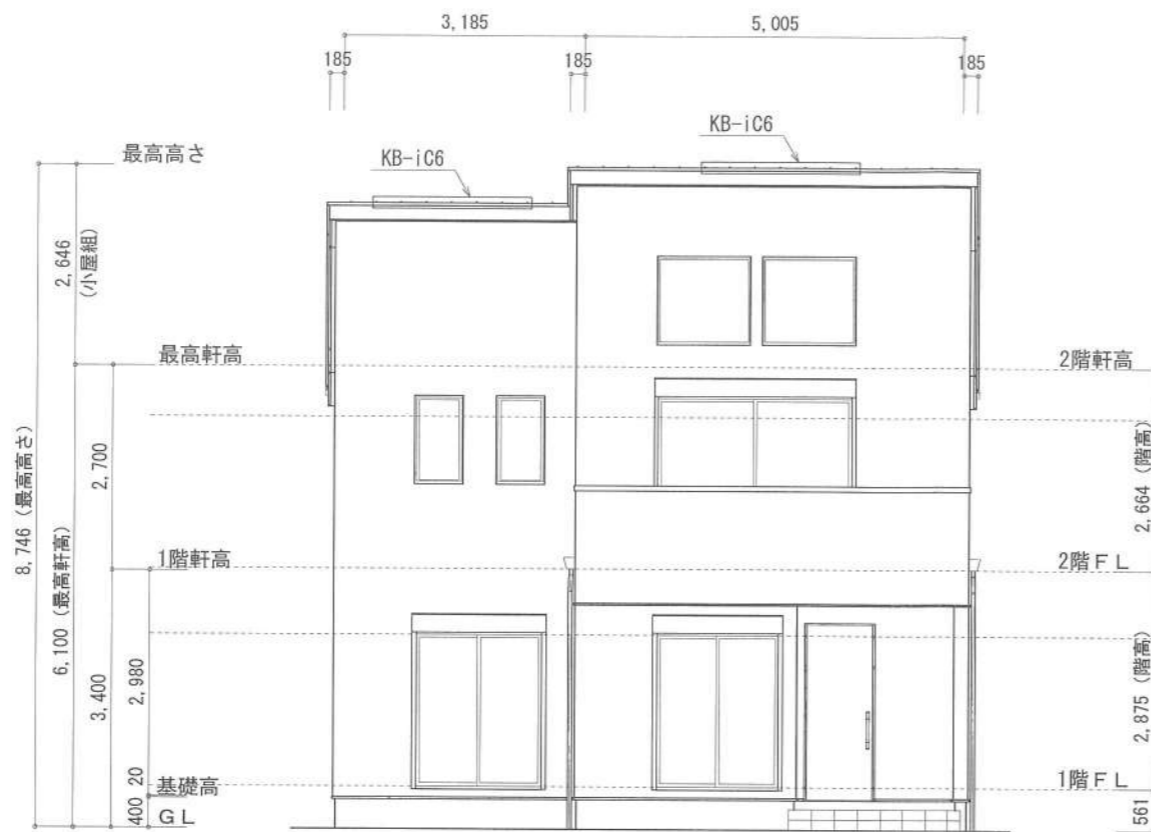 3,185
5,005
185
185
185
KB-iC6
最高高さ
KB-iC6
2,646
(小屋組)
最高軒高
2階軒高
8,746 (最高高さ)
6,100 (最高軒高)
2,700
2,664 (階高)
1階軒高
2階ＦＬ
3,400
2,980
2,875 (階高)
20
基礎高
1階ＦＬ
400
ＧＬ
561